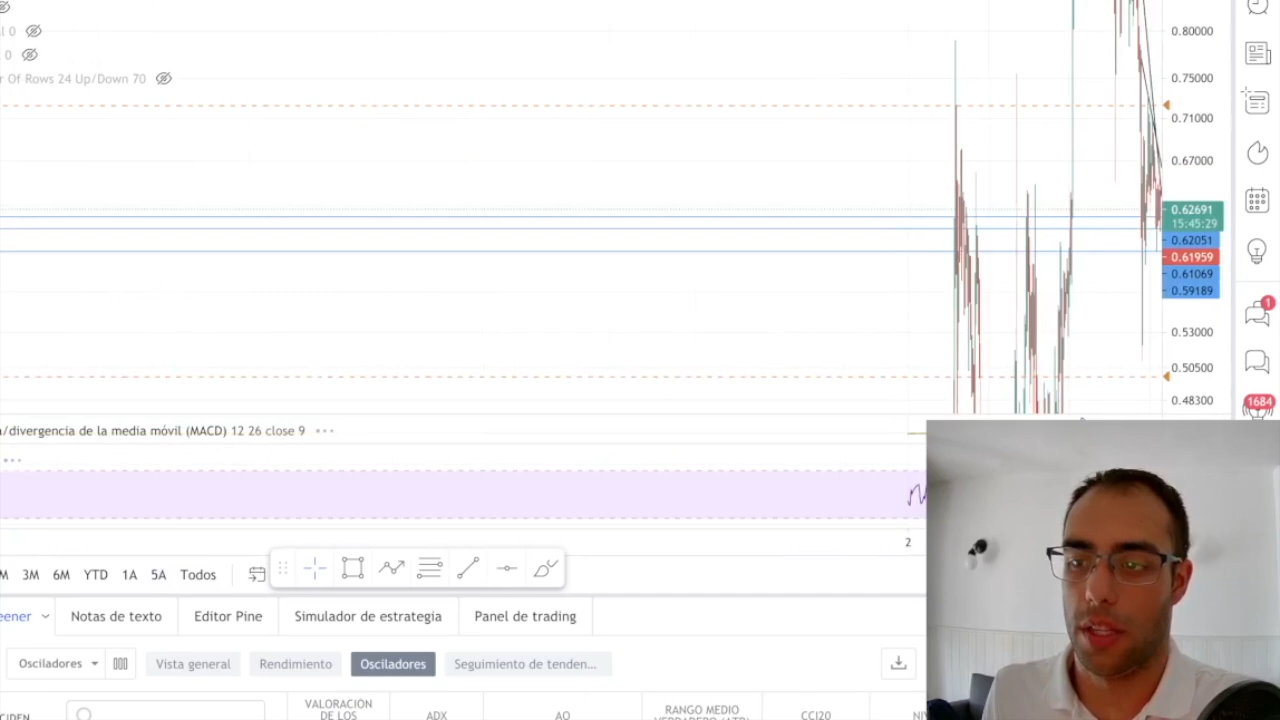 l 0
0
r Of Rows 24 Up/Down 70
0.80000
0.75000
0.71000
0.67000
0.62691
15:45:29
0.62051
0.61959
0.61069
0.59189
0.53000
0.50500
0.48300
1
1684
/divergencia de la media móvil (MACD) 12 26 close 9
2
M 3M 6M YTD 1A 5A Todos
eener Notas de texto Editor Pine Simulador de estrategia Panel de trading
Osciladores Vista general Rendimiento Osciladores Seguimiento de tenden...
CCIDEN
VALORACIÓN
DE LOS
ADX
AO
RANGO MEDIO
VERDADERO (ATR)
CCI20